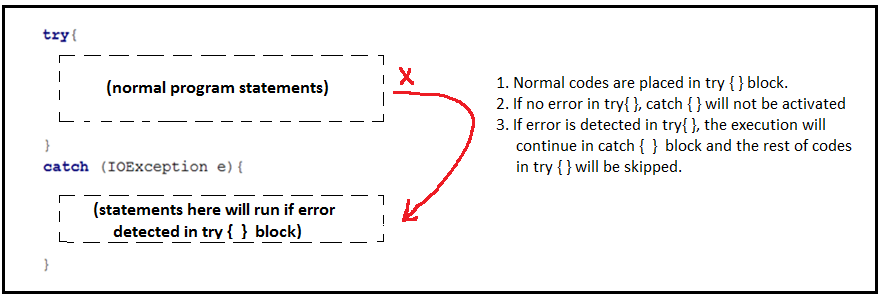 try{
(normal program statements)
X
}
catch (IOException e){
(statements here will run if error
detected in try { } block)
}
1. Normal codes are placed in try { } block.
2. If no error in try{ }, catch { } will not be activated
3. If error is detected in try{ }, the execution will
continue in catch { } block and the rest of codes
in try { } will be skipped.